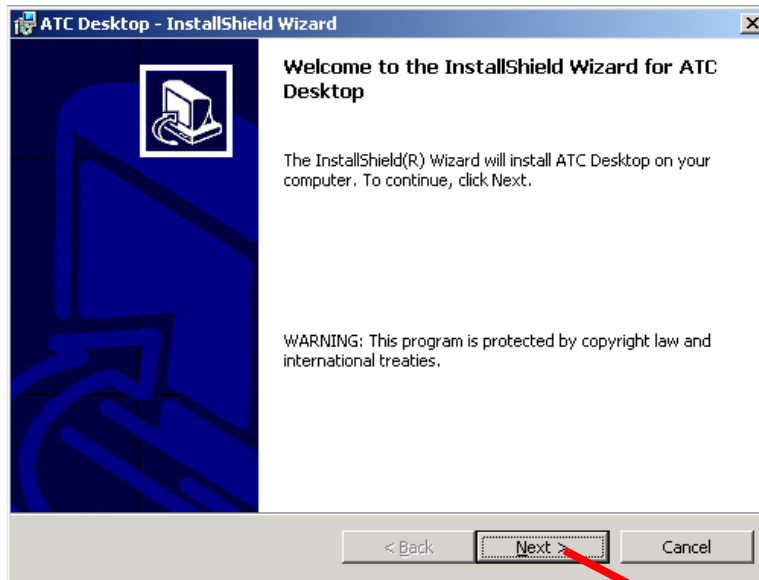 ATC Desktop - InstallShield Wizard
Welcome to the InstallShield Wizard for ATC
Desktop
The InstallShield(R) Wizard will install ATC Desktop on your
computer. To continue, click Next.
WARNING: This program is protected by copyright law and
international treaties.
< Back
Next >
Cancel